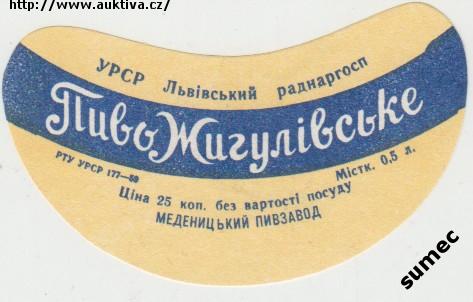 http://www.auktiva.cz/
УРСР Львівський раднаргосп
Пиво Жигулівське
РТУ УРСР 177—58
Містк. 0,5 л.
Ціна 25 коп. без вартості посуду
МЕДЕНИЦЬКИЙ ПИВЗАВОД
sumec